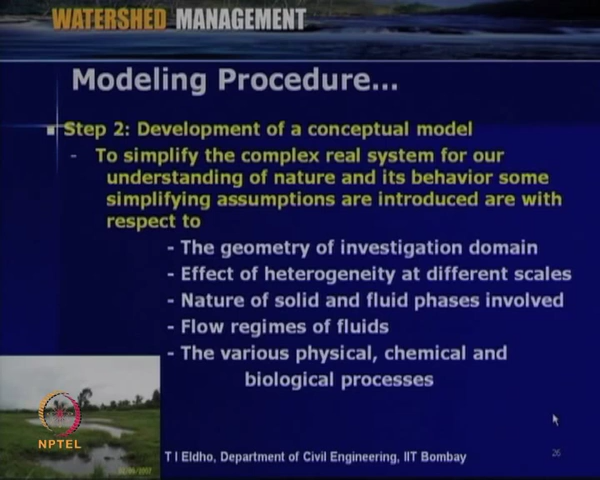 WATERSHED MANAGEMENT
Modeling Procedure...
Step 2: Development of a conceptual model
- To simplify the complex real system for our
understanding of nature and its behavior some
simplifying assumptions are introduced are with
respect to
- The geometry of investigation domain
- Effect of heterogeneity at different scales
- Nature of solid and fluid phases involved
- Flow regimes of fluids
- The various physical, chemical and
biological processes
NPTEL
T I Eldho, Department of Civil Engineering, IIT Bombay
26